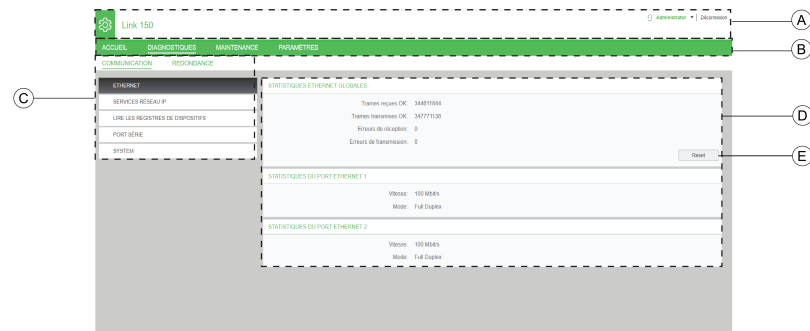 Link 150
Administrator ▼ | Déconnexion
A
ACCUEIL DIAGNOSTIQUES MAINTENANCE PARAMÈTRES
B
COMMUNICATION REDONDANCE
C
ETHERNET
SERVICES RÉSEAU IP
LIRE LES REGISTRES DE DISPOSITIFS
PORT SÉRIE
SYSTEM
STATISTIQUES ETHERNET GLOBALES
Trames reçues OK: 344611844
Trames transmises OK: 347771138
Erreurs de réception: 0
Erreurs de transmission: 0
D
Reset
E
STATISTIQUES DU PORT ETHERNET 1
Vitesse: 100 Mbit/s
Mode: Full Duplex
STATISTIQUES DU PORT ETHERNET 2
Vitesse: 100 Mbit/s
Mode: Full Duplex